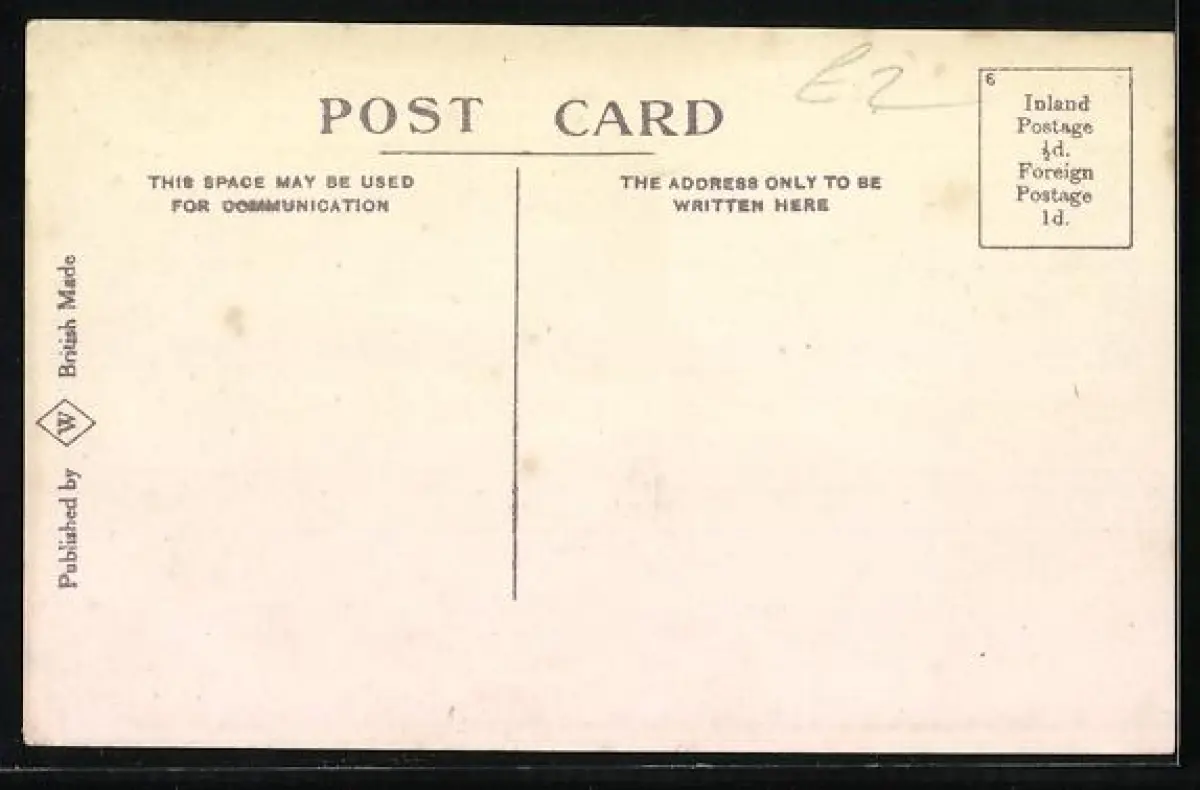 £2
POST CARD
THIS SPACE MAY BE USED
FOR COMMUNICATION
THE ADDRESS ONLY TO BE
WRITTEN HERE
6
Inland
Postage
½d.
Foreign
Postage
1d.
Published by W British Made